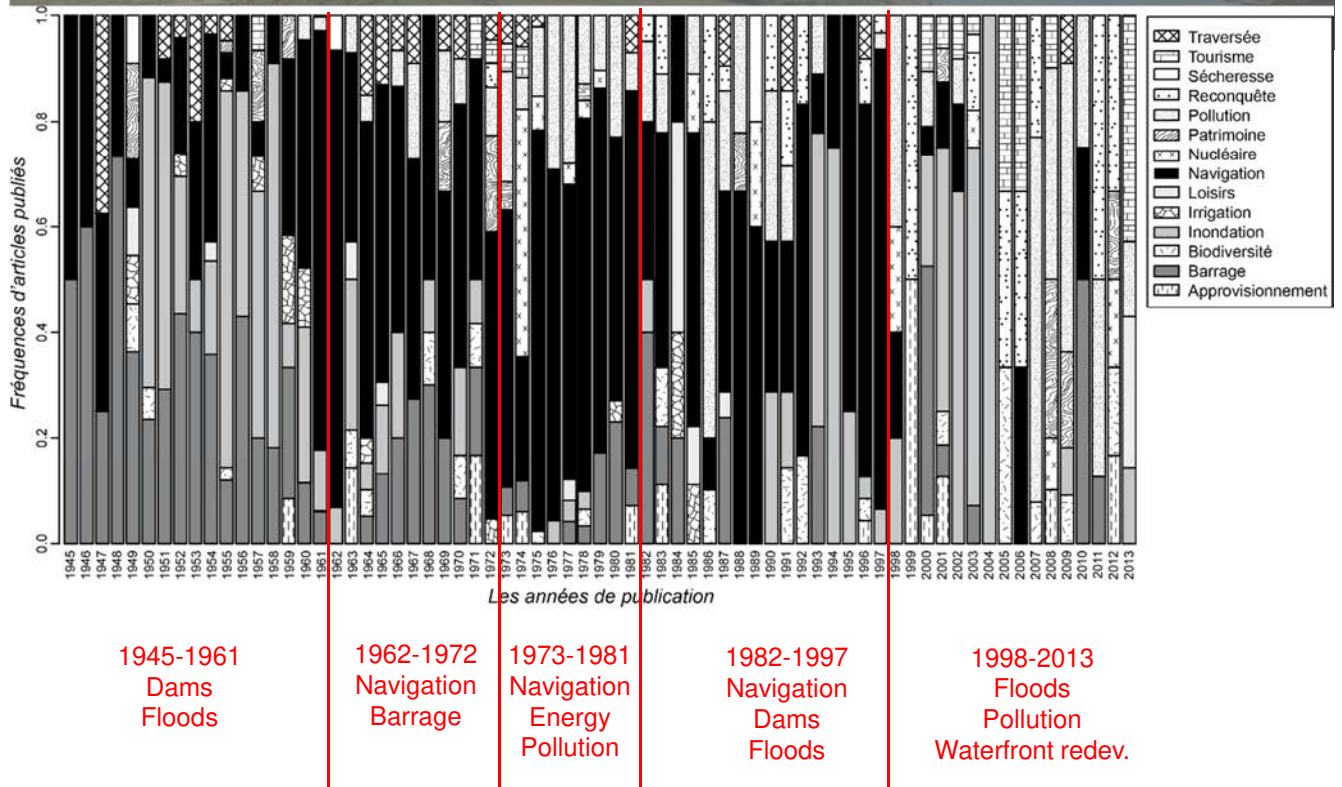 Fréquences d'articles publiés
1.0
0.8
0.6
0.4
0.2
0.0
Traversée
Tourisme
Sécheresse
Reconquête
Pollution
Patrimoine
Nucléaire
Navigation
Loisirs
Irrigation
Inondation
Biodiversité
Barrage
Approvisionnement
1945 1946 1947 1948 1949 1950 1951 1952 1953 1954 1955 1956 1957 1958 1959 1960 1961 1962 1963 1964 1965 1966 1967 1968 1969 1970 1971 1972 1973 1974 1975 1976 1977 1978 1979 1980 1981 1982 1983 1984 1985 1986 1987 1988 1989 1990 1991 1992 1993 1994 1995 1996 1997 1998 1999 2000 2001 2002 2003 2004 2005 2006 2007 2008 2009 2010 2011 2012 2013
Les années de publication
1945-1961
Dams
Floods
1962-1972
Navigation
Barrage
1973-1981
Navigation
Energy
Pollution
1982-1997
Navigation
Dams
Floods
1998-2013
Floods
Pollution
Waterfront redev.